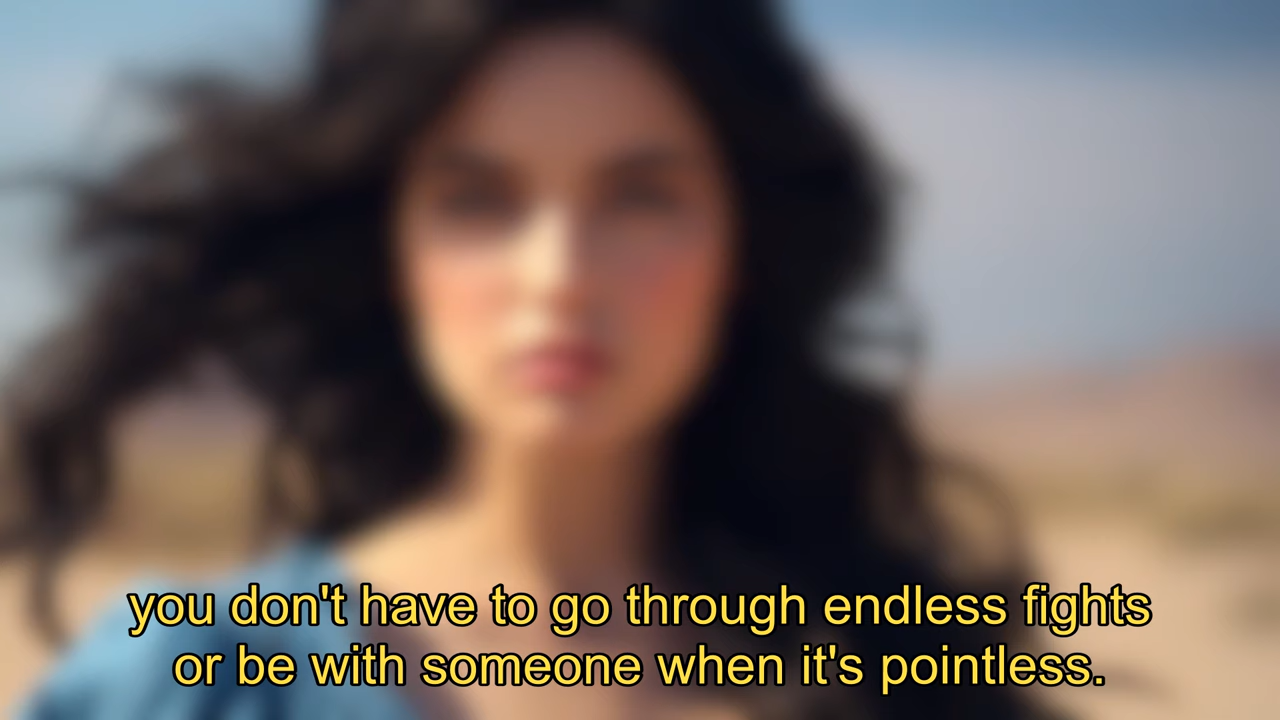 you don't have to go through endless fights
or be with someone when it's pointless.